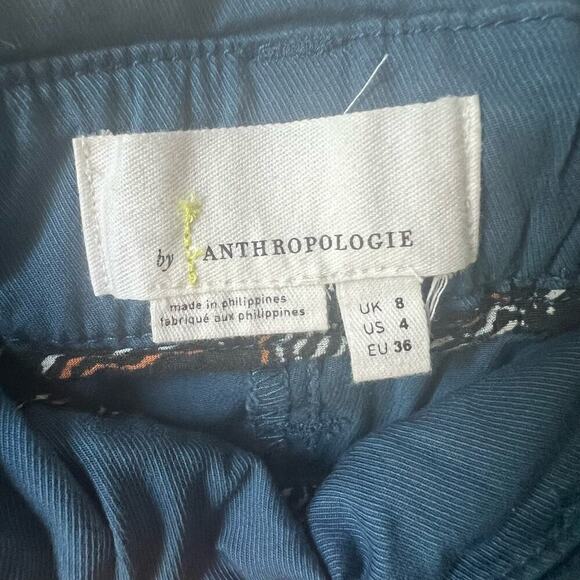 by ANTHROPOLOGIE
made in philippines
fabriqué aux philippines
UK 8
US 4
EU 36